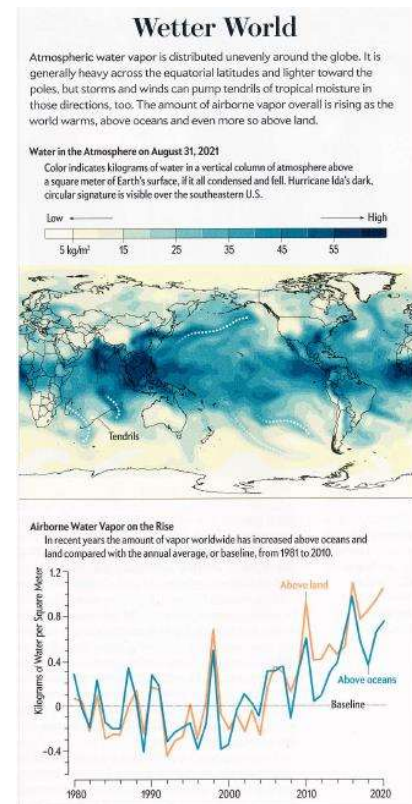 Wetter World
Atmospheric water vapor is distributed unevenly around the globe. It is
generally heavy across the equatorial latitudes and lighter toward the
poles, but storms and winds can pump tendrils of tropical moisture in
those directions, too. The amount of airborne vapor overall is rising as the
world warms, above oceans and even more so above land.
Water in the Atmosphere on August 31, 2021
Color indicates kilograms of water in a vertical column of atmosphere above
a square meter of Earth's surface, if it all condensed and fell. Hurricane Ida's dark,
circular signature is visible over the southeastern U.S.
Low High
5 kg/m² 15 25 35 45 55
Tendrils
Airborne Water Vapor on the Rise
In recent years the amount of vapor worldwide has increased above oceans and
land compared with the annual average, or baseline, from 1981 to 2010.
Kilograms of Water per Square Meter
1.2
Above land
0.8
0.4
Above oceans
0
Baseline
−0.4
1980 1990 2000 2010 2020